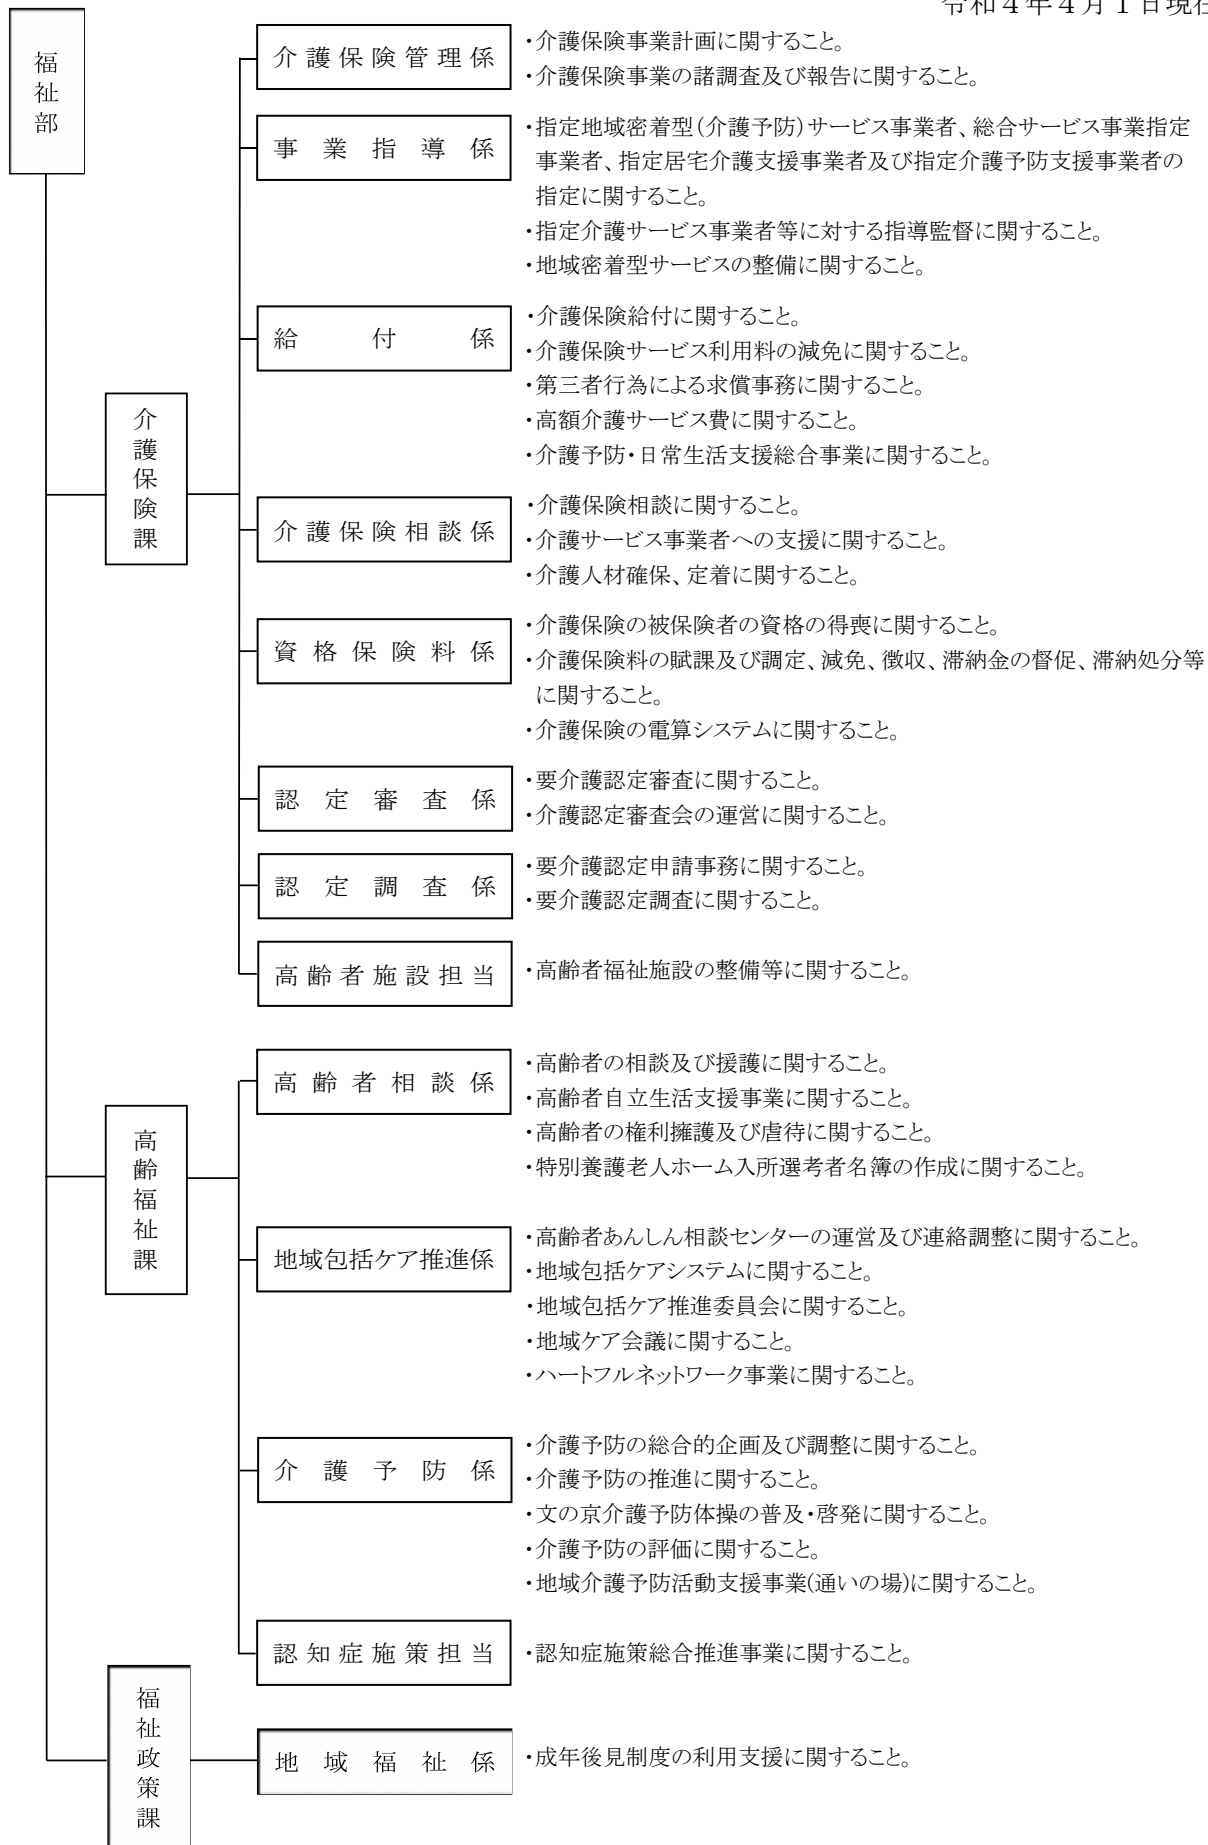 令和４年４月１日現在
福祉部
介護保険課
介護保険管理係
・介護保険事業計画に関すること。
・介護保険事業の諸調査及び報告に関すること。
事業指導係
・指定地域密着型(介護予防)サービス事業者、総合サービス事業指定
事業者、指定居宅介護支援事業者及び指定介護予防支援事業者の
指定に関すること。
・指定介護サービス事業者等に対する指導監督に関すること。
・地域密着型サービスの整備に関すること。
給付係
・介護保険給付に関すること。
・介護保険サービス利用料の減免に関すること。
・第三者行為による求償事務に関すること。
・高額介護サービス費に関すること。
・介護予防・日常生活支援総合事業に関すること。
介護保険相談係
・介護保険相談に関すること。
・介護サービス事業者への支援に関すること。
・介護人材確保、定着に関すること。
資格保険料係
・介護保険の被保険者の資格の得喪に関すること。
・介護保険料の賦課及び調定、減免、徴収、滞納金の督促、滞納処分等
に関すること。
・介護保険の電算システムに関すること。
認定審査係
・要介護認定審査に関すること。
・介護認定審査会の運営に関すること。
認定調査係
・要介護認定申請事務に関すること。
・要介護認定調査に関すること。
高齢者施設担当
・高齢者福祉施設の整備等に関すること。
高齢福祉課
高齢者相談係
・高齢者の相談及び援護に関すること。
・高齢者自立生活支援事業に関すること。
・高齢者の権利擁護及び虐待に関すること。
・特別養護老人ホーム入所選考者名簿の作成に関すること。
地域包括ケア推進係
・高齢者あんしん相談センターの運営及び連絡調整に関すること。
・地域包括ケアシステムに関すること。
・地域包括ケア推進委員会に関すること。
・地域ケア会議に関すること。
・ハートフルネットワーク事業に関すること。
介護予防係
・介護予防の総合的企画及び調整に関すること。
・介護予防の推進に関すること。
・文の京介護予防体操の普及・啓発に関すること。
・介護予防の評価に関すること。
・地域介護予防活動支援事業(通いの場)に関すること。
認知症施策担当
・認知症施策総合推進事業に関すること。
福祉政策課
地域福祉係
・成年後見制度の利用支援に関すること。